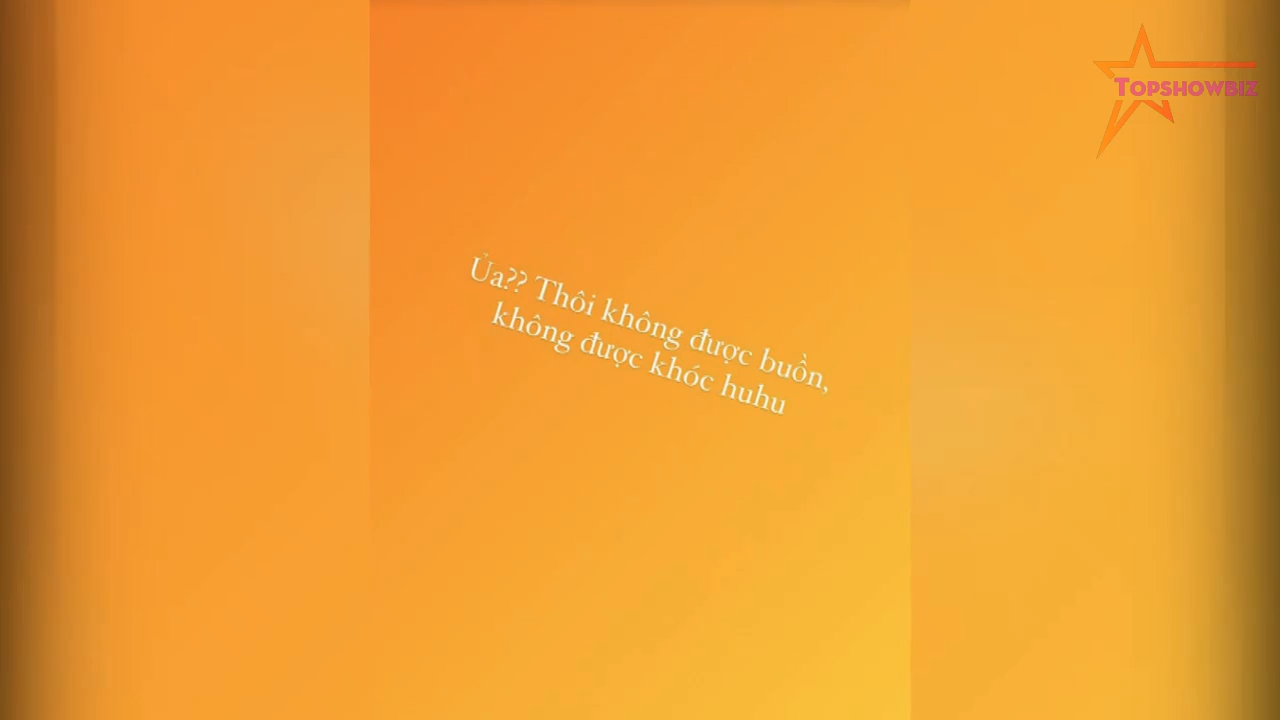 TOPSHOWBIZ
Ủa?? Thôi không được buồn,
không được khóc huhu